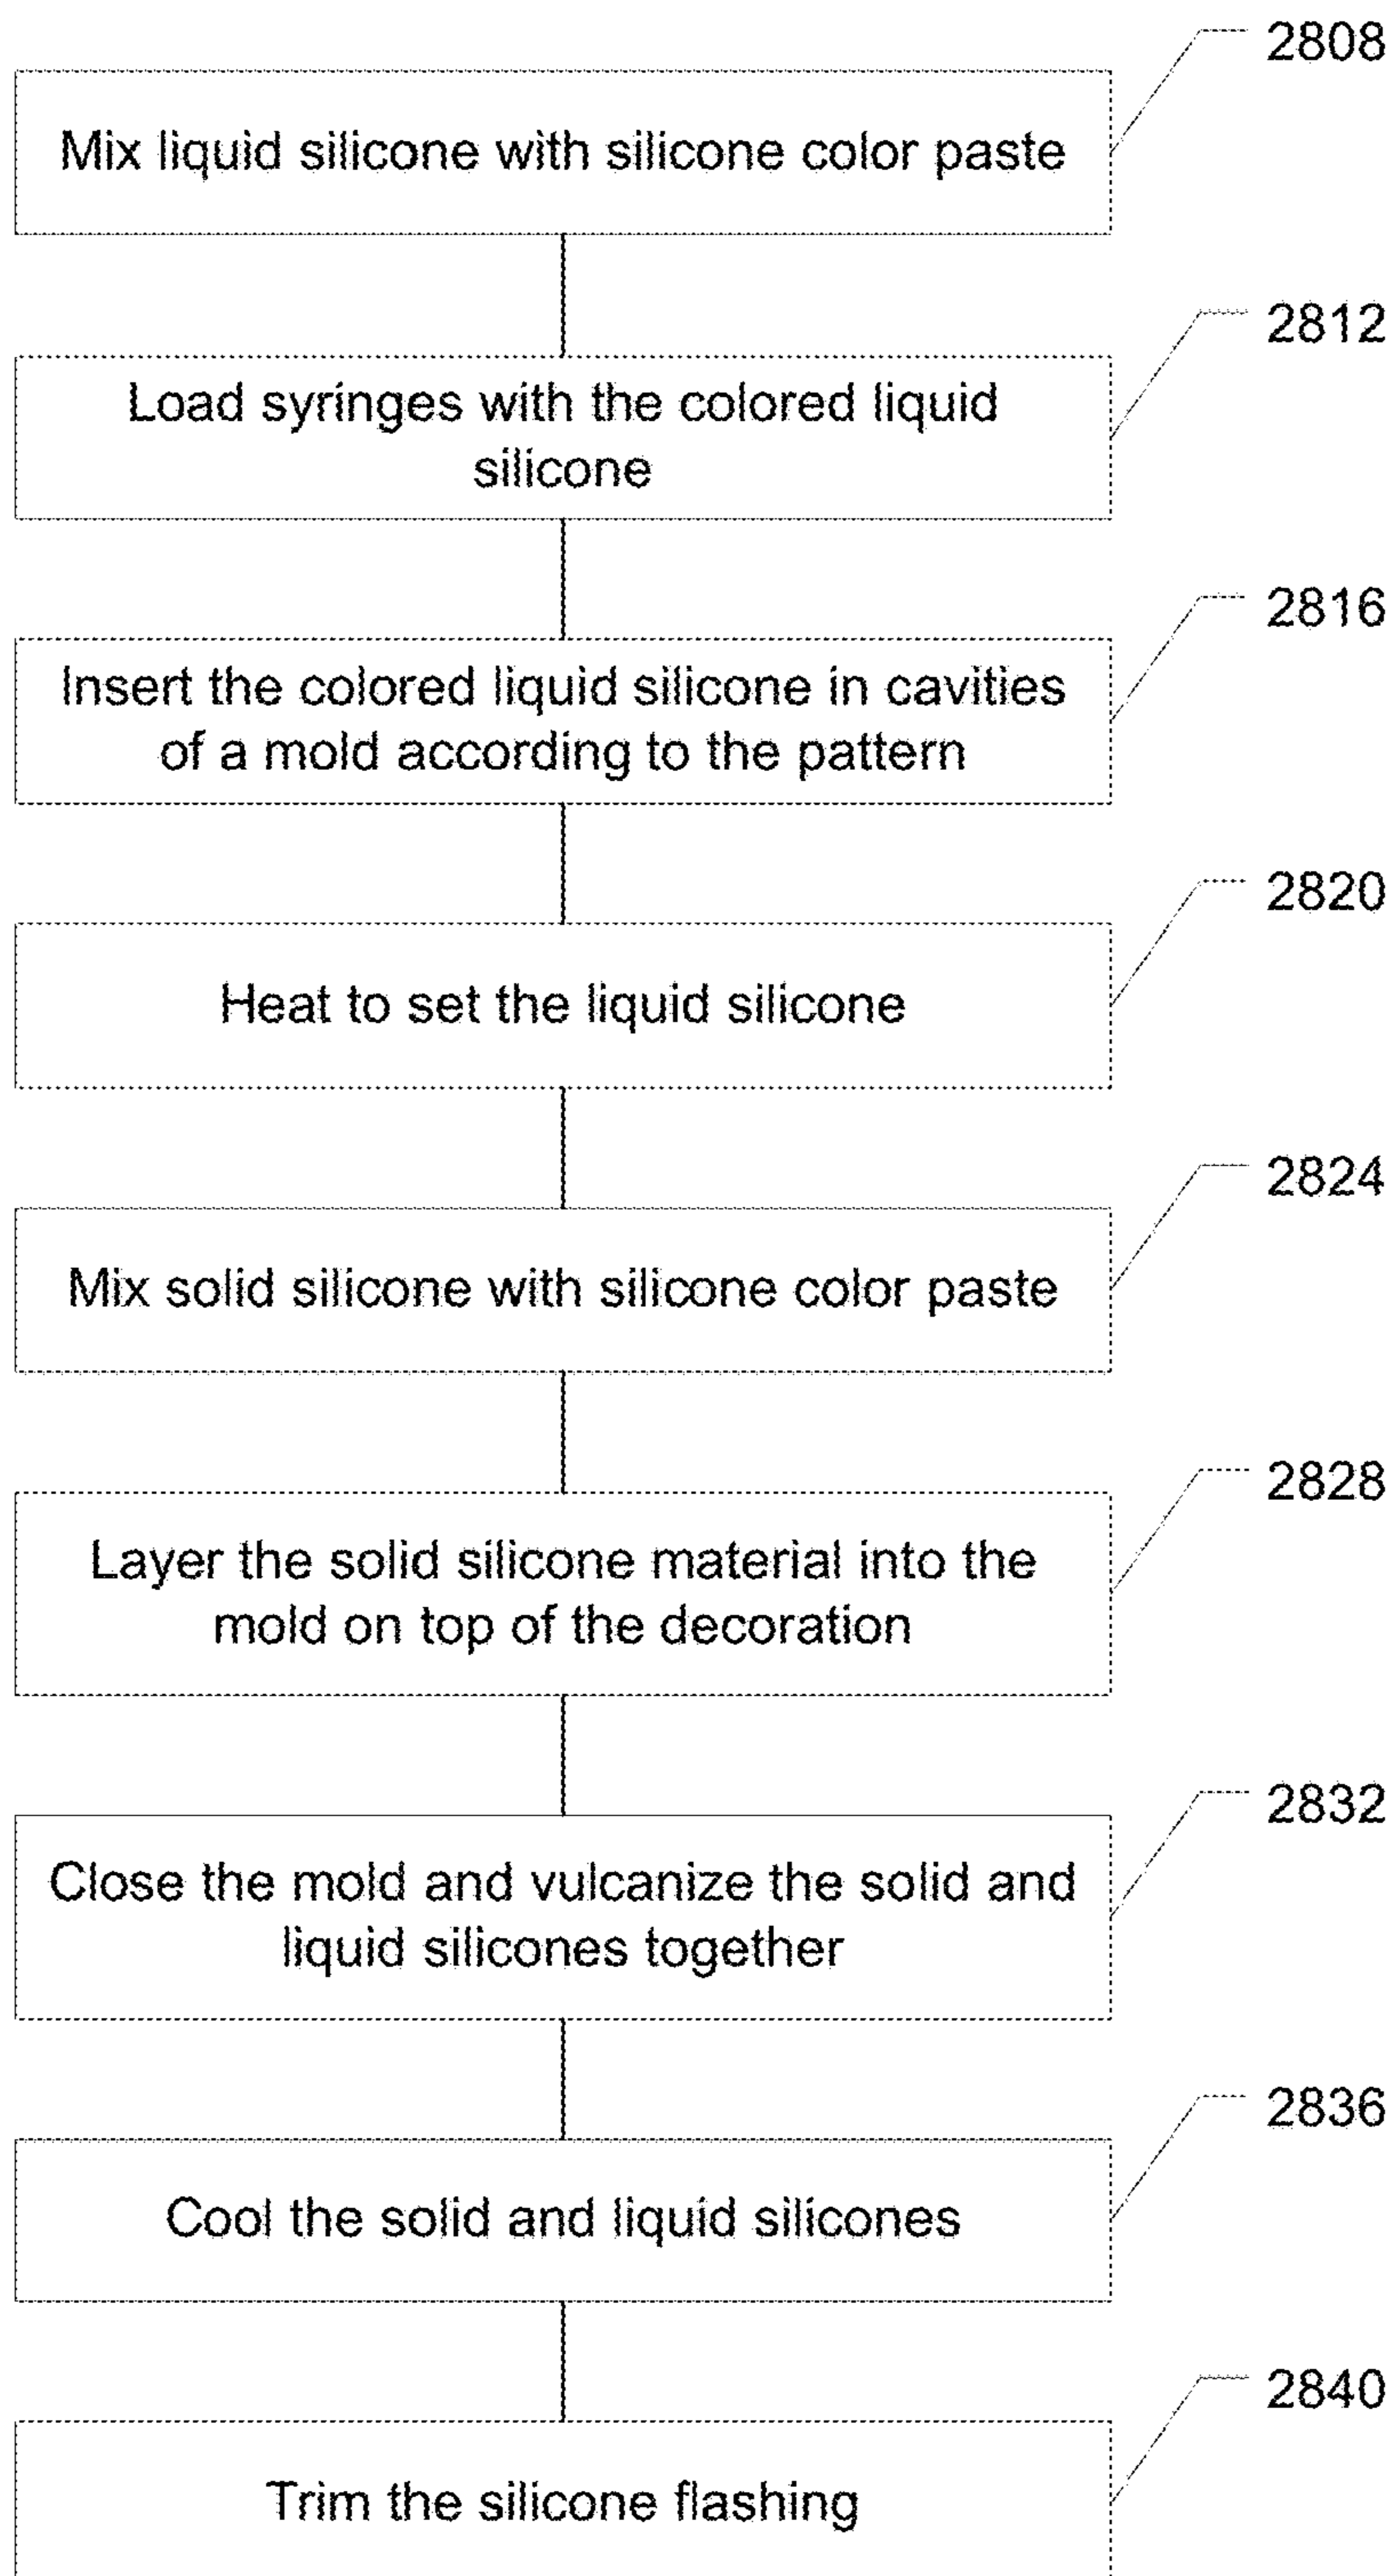 2808
Mix liquid silicone with silicone color paste
2812
Load syringes with the colored liquid
silicone
2816
Insert the colored liquid silicone in cavities
of a mold according to the pattern
2820
Heat to set the liquid silicone
2824
Mix solid silicone with silicone color paste
2828
Layer the solid silicone material into the
mold on top of the decoration
2832
Close the mold and vulcanize the solid and
liquid silicones together
2836
Cool the solid and liquid silicones
2840
Trim the silicone flashing